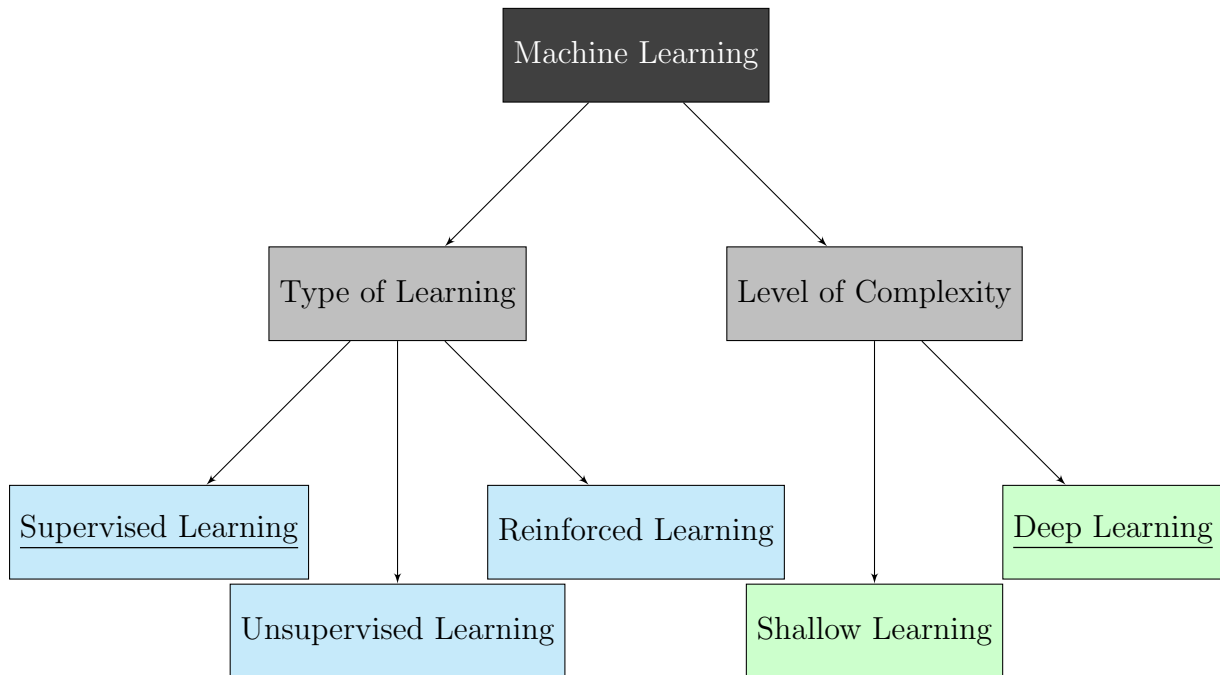 Machine Learning
Type of Learning
Level of Complexity
Supervised Learning
Reinforced Learning
Deep Learning
Unsupervised Learning
Shallow Learning